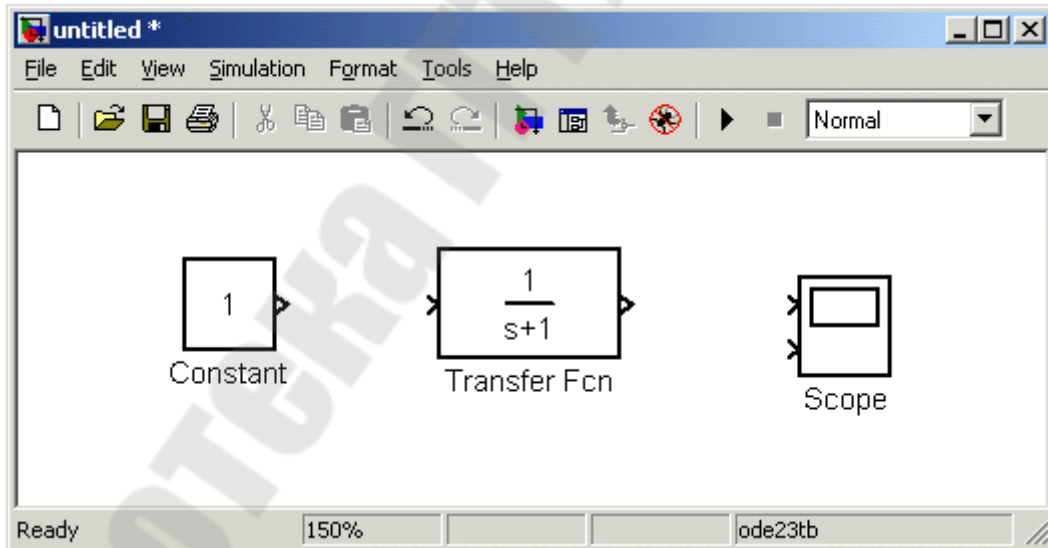 untitled *
File Edit View Simulation Format Tools Help
Normal
1
1
s+1
Constant
Transfer Fcn
Scope
Ready 150% ode23tb